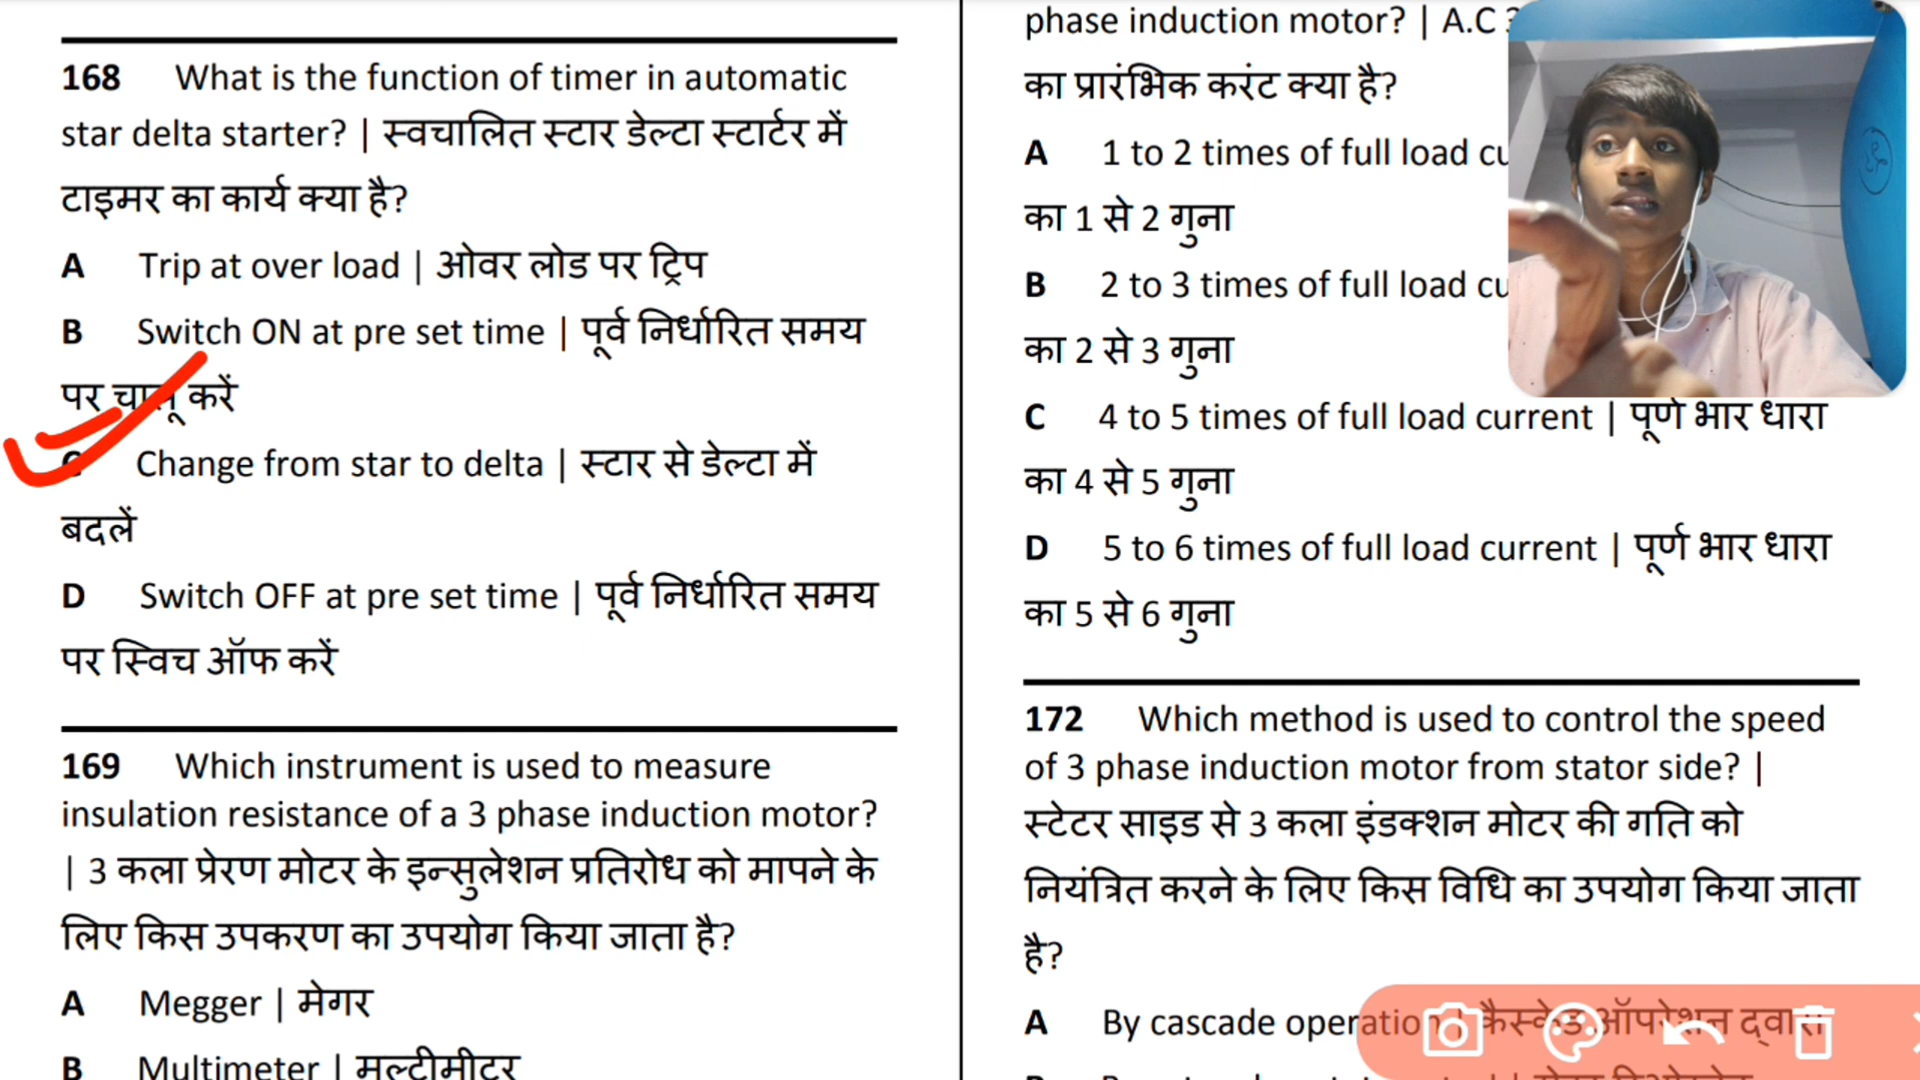 168 What is the function of timer in automatic
star delta starter? | स्वचालित स्टार डेल्टा स्टार्टर में
टाइमर का कार्य क्या है?
A Trip at over load | ओवर लोड पर ट्रिप
B Switch ON at pre set time | पूर्व निर्धारित समय
पर चालू करें
C Change from star to delta | स्टार से डेल्टा में
बदलें
D Switch OFF at pre set time | पूर्व निर्धारित समय
पर स्विच ऑफ करें
169 Which instrument is used to measure
insulation resistance of a 3 phase induction motor?
| 3 कला प्रेरण मोटर के इन्सुलेशन प्रतिरोध को मापने के
लिए किस उपकरण का उपयोग किया जाता है?
A Megger | मेगर
B Multimeter | मल्टीमीटर
phase induction motor? | A.C
का प्रारंभिक करंट क्या है?
A 1 to 2 times of full load
का 1 से 2 गुना
B 2 to 3 times of full load
का 2 से 3 गुना
C 4 to 5 times of full load current | पूर्ण भार धारा
का 4 से 5 गुना
D 5 to 6 times of full load current | पूर्ण भार धारा
का 5 से 6 गुना
172 Which method is used to control the speed
of 3 phase induction motor from stator side? |
स्टेटर साइड से 3 कला इंडक्शन मोटर की गति को
नियंत्रित करने के लिए किस विधि का उपयोग किया जाता
है?
A By cascade operation | कैस्केड ऑपरेशन द्वारा